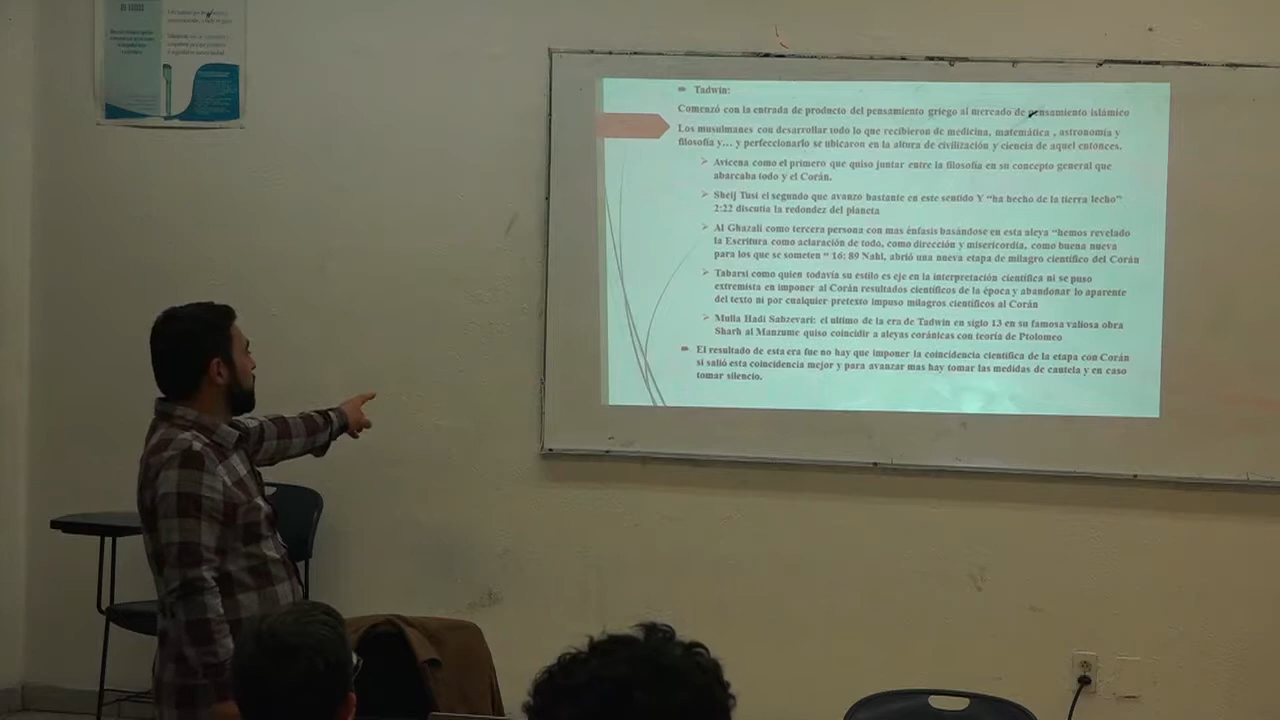 Tadwin:
Comenzó con la entrada de producto del pensamiento griego al mercado de pensamiento islámico
Los musulmanes con desarrollar todo lo que recibieron de medicina, matemática , astronomía y
filosofía y... y perfeccionarlo se ubicaron en la altura de civilización y ciencia de aquel entonces.
Avicena como el primero que quiso juntar entre la filosofía en su concepto general que
abarcaba todo y el Corán.
Sheij Tusi el segundo que avanzo bastante en este sentido Y “ha hecho de la tierra lecho”
2:22 discutía la redondez del planeta
Al Ghazali como tercera persona con mas énfasis basándose en esta aleya “hemos revelado
la Escritura como aclaración de todo, como dirección y misericordia, como buena nueva
para los que se someten “ 16: 89 Nahl, abrió una nueva etapa de milagro científico del Corán
Tabarsi como quien todavía su estilo es eje en la interpretación científica ni se puso
extremista en imponer al Corán resultados científicos de la época y abandonar lo aparente
del texto ni por cualquier pretexto impuso milagros científicos al Corán
Mulla Hadi Sabzevari: el ultimo de la era de Tadwin en siglo 13 en su famosa valiosa obra
Sharh al Manzume quiso coincidir a aleyas coránicas con teoría de Ptolomeo
El resultado de esta era fue no hay que imponer la coincidencia científica de la etapa con Corán
si salió esta coincidencia mejor y para avanzar mas hay tomar las medidas de cautela y en caso
tomar silencio.